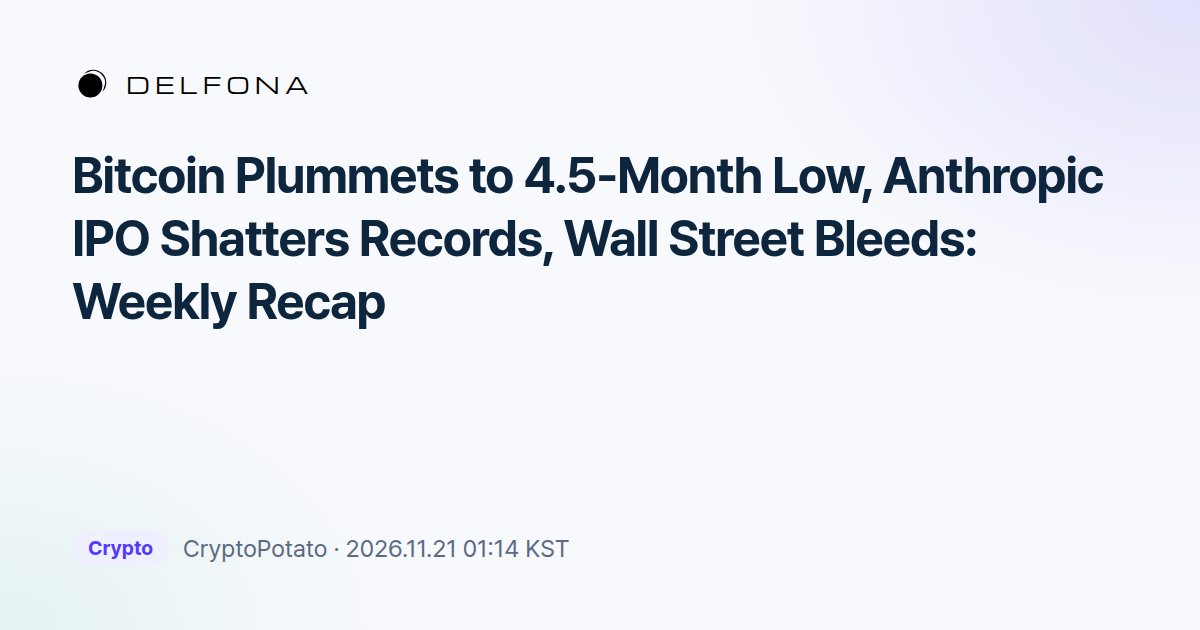 DELFONA
Bitcoin Plummets to 4.5-Month Low, Anthropic
IPO Shatters Records, Wall Street Bleeds:
Weekly Recap
Crypto CryptoPotato · 2026.11.21 01:14 KST